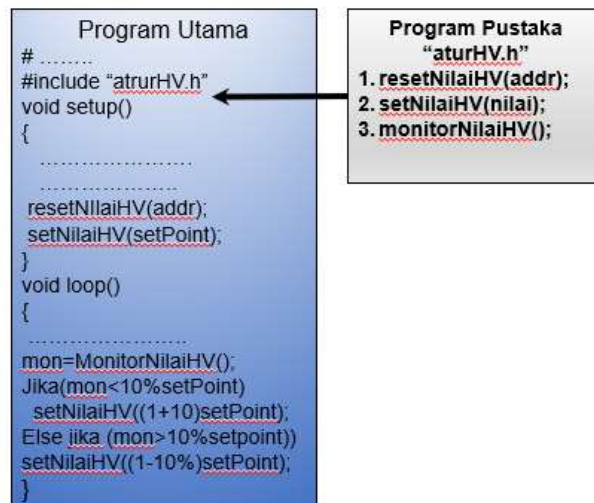 Program Utama
# ........
#include “atrurHV.h”
void setup()
{
......................
...................
resetNIlaiHV(addr);
setNilaiHV(setPoint);
}
void loop()
{
.......................
mon=MonitorNilaiHV();
Jika(mon<10%setPoint)
setNilaiHV((1+10)setPoint);
Else jika (mon>10%setpoint))
setNilaiHV((1-10%)setPoint);
}
Program Pustaka
“aturHV.h”
1. resetNilaiHV(addr);
2. setNilaiHV(nilai);
3. monitorNilaiHV();